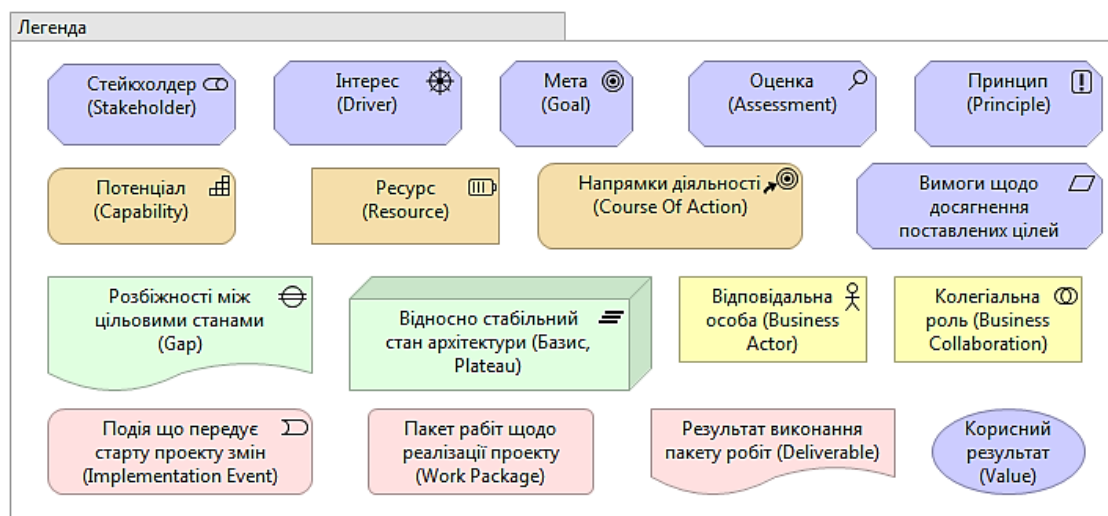 Легенда
Стейкхолдер
(Stakeholder)
Інтерес
(Driver)
Мета
(Goal)
Оценка
(Assessment)
Принцип
(Principle)
Потенціал
(Capability)
Ресурс
(Resource)
Напрямки діяльності
(Course Of Action)
Вимоги щодо
досягнення
поставлених цілей
Розбіжності між
цільовими станами
(Gap)
Відносно стабільний
стан архітектури (Базис,
Plateau)
Відповідальна
особа (Business
Actor)
Колегіальна
роль (Business
Collaboration)
Подія що передує
старту проекту змін
(Implementation Event)
Пакет работ щодо
реалізації проекту
(Work Package)
Результат виконання
пакету робіт (Deliverable)
Корисний
результат
(Value)